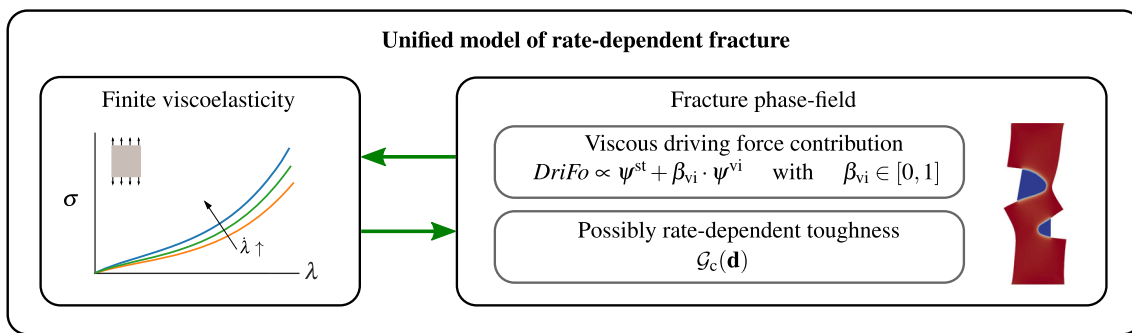 Unified model of rate-dependent fracture
Finite viscoelasticity
σ
λ̇ ↑
λ
Fracture phase-field
Viscous driving force contribution
DriFo ∝ ψ^st + β_vi · ψ^vi with β_vi ∈ [0, 1]
Possibly rate-dependent toughness
𝒢_c(𝐝)